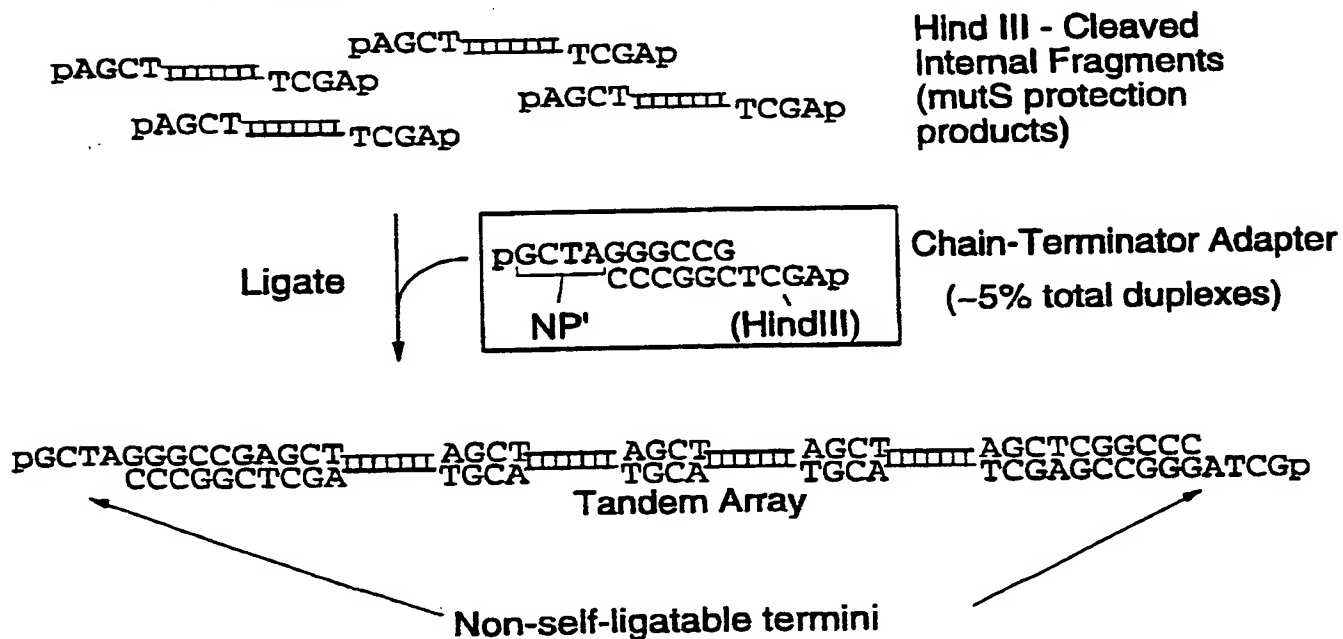 pAGCT TCGAp
pAGCT TCGAp
pAGCT TCGAp
pAGCT TCGAp
Hind III - Cleaved
Internal Fragments
(mutS protection
products)
Ligate
pGCTAGGGCCG
CCCGGCTCGAp
NP' (HindIII)
Chain-Terminator Adapter
(~5% total duplexes)
pGCTAGGGCCGAGCT AGCT AGCT AGCT AGCTCGGCCC
CCCGGCTCGA TGCA TGCA TGCA TCGAGCCGGGATCGp
Tandem Array
Non-self-ligatable termini